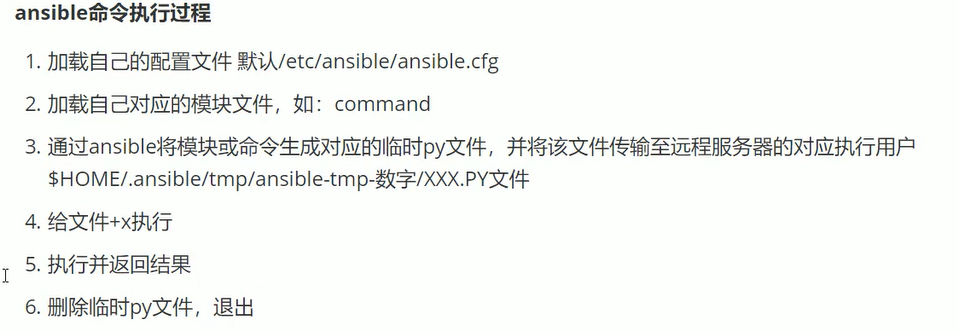 ansible命令执行过程
1. 加载自己的配置文件 默认/etc/ansible/ansible.cfg
2. 加载自己对应的模块文件，如：command
3. 通过ansible将模块或命令生成对应的临时py文件，并将该文件传输至远程服务器的对应执行用户
$HOME/.ansible/tmp/ansible-tmp-数字/XXX.PY文件
4. 给文件+x执行
5. 执行并返回结果
6. 删除临时py文件，退出